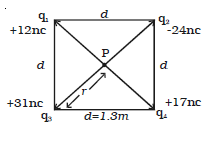 q₁ d q₂
+12nc -24nc
P
d d
r
+31nc +17nc
q₃ d=1.3m q₄